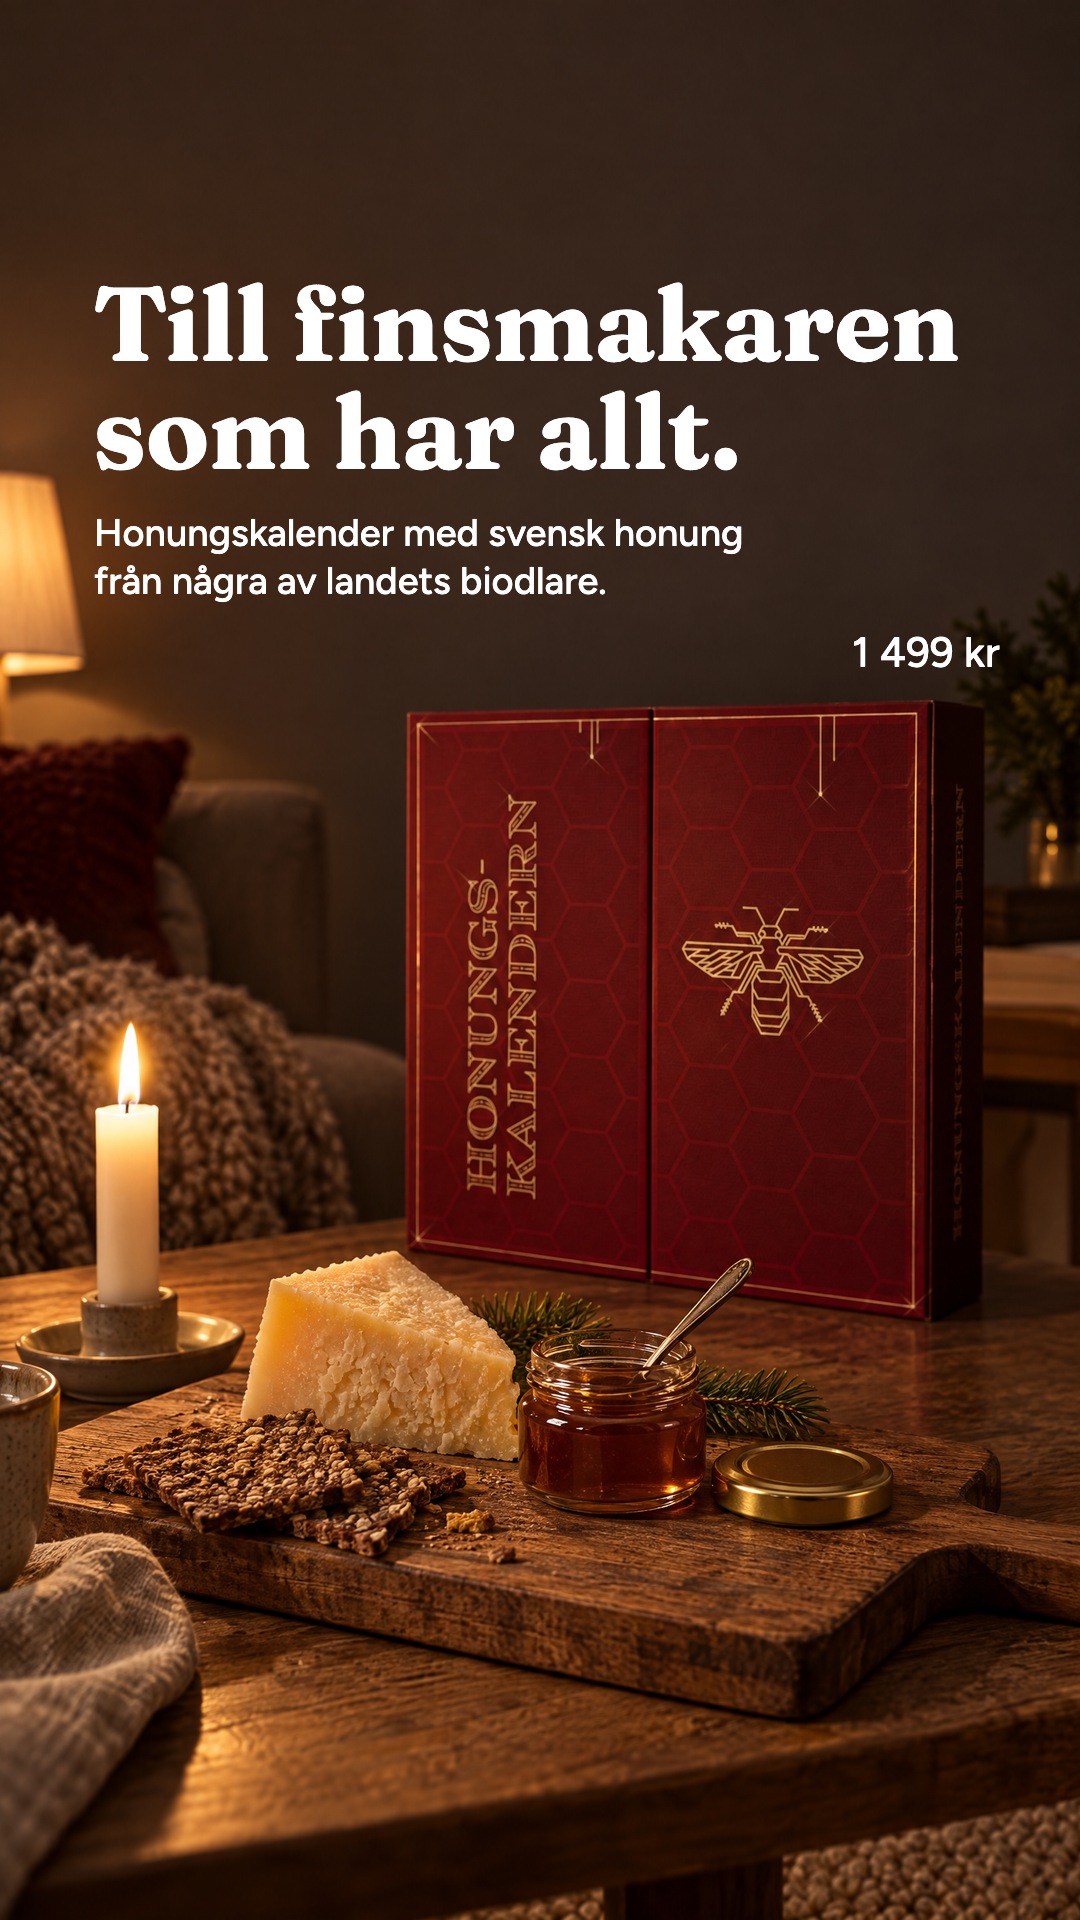 Till finsmakaren
som har allt.
Honungskalender med svensk honung
från några av landets biodlare.
1 499 kr
HONUNGS-
KALENDERN
HONUNGSKALENDERN